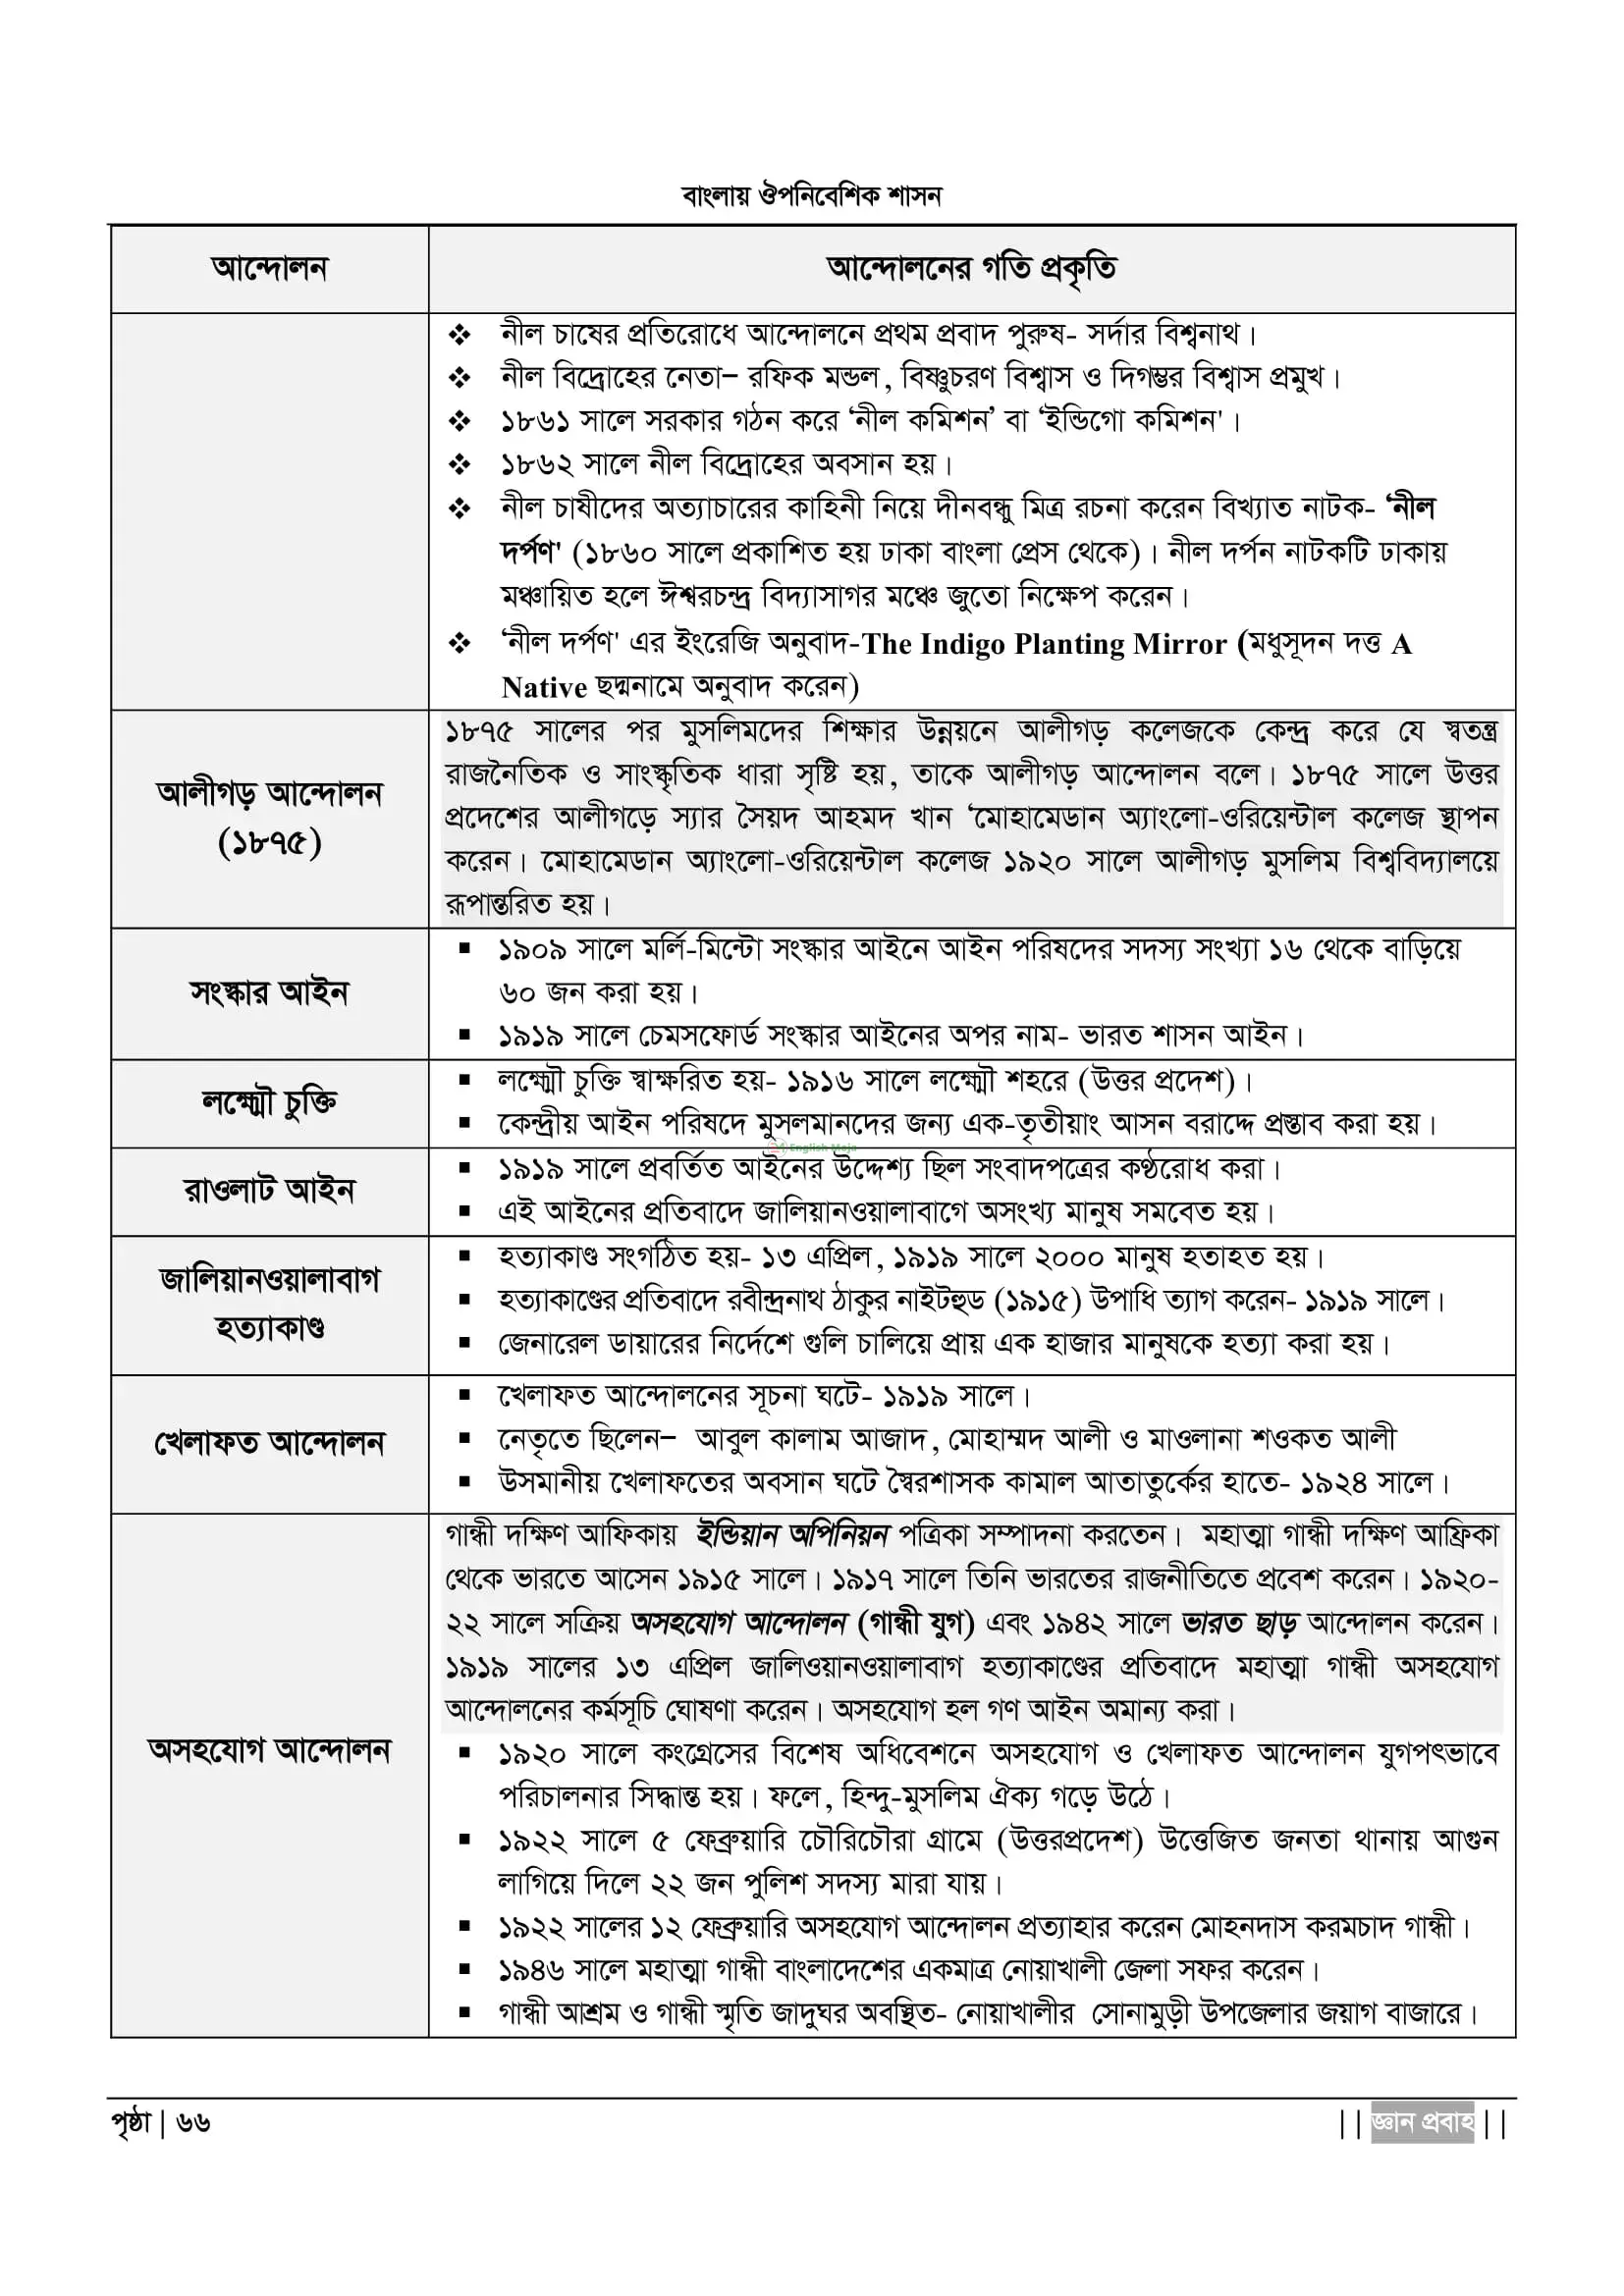 বাংলায় ঔপনিবেশিক শাসন
আন্দোলন
আন্দোলনের গতি প্রকৃতি
❖ নীল চাষের প্রতিরোধে আন্দোলনে প্রথম প্রবাদ পুরুষ- সর্দার বিশ্বনাথ।
❖ নীল বিদ্রোহের নেতা– রফিক মন্ডল, বিষ্ণুচরণ বিশ্বাস ও দিগম্ভর বিশ্বাস প্রমুখ।
❖ ১৮৬১ সালে সরকার গঠন করে ‘নীল কমিশন’ বা ‘ইন্ডিগো কমিশন'।
❖ ১৮৬২ সালে নীল বিদ্রোহের অবসান হয়।
❖ নীল চাষীদের অত্যাচারের কাহিনী নিয়ে দীনবন্ধু মিত্র রচনা করেন বিখ্যাত নাটক- ‘নীল
দর্পণ' (১৮৬০ সালে প্রকাশিত হয় ঢাকা বাংলা প্রেস থেকে)। নীল দর্পন নাটকটি ঢাকায়
মঞ্চায়িত হলে ঈশ্বরচন্দ্র বিদ্যাসাগর মঞ্চে জুতো নিক্ষেপ করেন।
❖ ‘নীল দর্পণ' এর ইংরেজি অনুবাদ-The Indigo Planting Mirror (মধুসূদন দত্ত A
Native ছদ্মনামে অনুবাদ করেন)
আলীগড় আন্দোলন
(১৮৭৫)
১৮৭৫ সালের পর মুসলিমদের শিক্ষার উন্নয়নে আলীগড় কলেজকে কেন্দ্র করে যে স্বতন্ত্র
রাজনৈতিক ও সাংস্কৃতিক ধারা সৃষ্টি হয়, তাকে আলীগড় আন্দোলন বলে। ১৮৭৫ সালে উত্তর
প্রদেশের আলীগড়ে স্যার সৈয়দ আহমদ খান ‘মোহামেডান অ্যাংলো-ওরিয়েন্টাল কলেজ স্থাপন
করেন। মোহামেডান অ্যাংলো-ওরিয়েন্টাল কলেজ ১৯২০ সালে আলীগড় মুসলিম বিশ্ববিদ্যালয়ে
রূপান্তরিত হয়।
সংস্কার আইন
▪ ১৯০৯ সালে মর্লি-মিন্টো সংস্কার আইনে আইন পরিষদের সদস্য সংখ্যা ১৬ থেকে বাড়িয়ে
৬০ জন করা হয়।
▪ ১৯১৯ সালে চেমসফোর্ড সংস্কার আইনের অপর নাম- ভারত শাসন আইন।
লক্ষ্মৌ চুক্তি
▪ লক্ষ্মৌ চুক্তি স্বাক্ষরিত হয়- ১৯১৬ সালে লক্ষ্মৌ শহরে (উত্তর প্রদেশ)।
▪ কেন্দ্রীয় আইন পরিষদে মুসলমানদের জন্য এক-তৃতীয়াং আসন বরাদ্দে প্রস্তাব করা হয়।
English Moja
রাওলাট আইন
▪ ১৯১৯ সালে প্রবর্তিত আইনের উদ্দেশ্য ছিল সংবাদপত্রের কণ্ঠরোধ করা।
▪ এই আইনের প্রতিবাদে জালিয়ানওয়ালাবাগে অসংখ্য মানুষ সমবেত হয়।
জালিয়ানওয়ালাবাগ
হত্যাকাণ্ড
▪ হত্যাকাণ্ড সংগঠিত হয়- ১৩ এপ্রিল, ১৯১৯ সালে ২০০০ মানুষ হতাহত হয়।
▪ হত্যাকাণ্ডের প্রতিবাদে রবীন্দ্রনাথ ঠাকুর নাইটহুড (১৯১৫) উপাধি ত্যাগ করেন- ১৯১৯ সালে।
▪ জেনারেল ডায়ারের নির্দেশে গুলি চালিয়ে প্রায় এক হাজার মানুষকে হত্যা করা হয়।
খেলাফত আন্দোলন
▪ খেলাফত আন্দোলনের সূচনা ঘটে- ১৯১৯ সালে।
▪ নেতৃতে ছিলেন– আবুল কালাম আজাদ, মোহাম্মদ আলী ও মাওলানা শওকত আলী
▪ উসমানীয় খেলাফতের অবসান ঘটে স্বৈরশাসক কামাল আতাতুর্কের হাতে- ১৯২৪ সালে।
অসহযোগ আন্দোলন
গান্ধী দক্ষিণ আফিকায় ইন্ডিয়ান অপিনিয়ন পত্রিকা সম্পাদনা করতেন। মহাত্মা গান্ধী দক্ষিণ আফ্রিকা
থেকে ভারতে আসেন ১৯১৫ সালে। ১৯১৭ সালে তিনি ভারতের রাজনীতিতে প্রবেশ করেন। ১৯২০-
২২ সালে সক্রিয় অসহযোগ আন্দোলন (গান্ধী যুগ) এবং ১৯৪২ সালে ভারত ছাড় আন্দোলন করেন।
১৯১৯ সালের ১৩ এপ্রিল জালিওয়ানওয়ালাবাগ হত্যাকাণ্ডের প্রতিবাদে মহাত্মা গান্ধী অসহযোগ
আন্দোলনের কর্মসূচি ঘোষণা করেন। অসহযোগ হল গণ আইন অমান্য করা।
▪ ১৯২০ সালে কংগ্রেসের বিশেষ অধিবেশনে অসহযোগ ও খেলাফত আন্দোলন যুগপৎভাবে
পরিচালনার সিদ্ধান্ত হয়। ফলে, হিন্দু-মুসলিম ঐক্য গড়ে উঠে।
▪ ১৯২২ সালে ৫ ফেব্রুয়ারি চৌরিচৌরা গ্রামে (উত্তরপ্রদেশ) উত্তেজিত জনতা থানায় আগুন
লাগিয়ে দিলে ২২ জন পুলিশ সদস্য মারা যায়।
▪ ১৯২২ সালের ১২ ফেব্রুয়ারি অসহযোগ আন্দোলন প্রত্যাহার করেন মোহনদাস করমচাদ গান্ধী।
▪ ১৯৪৬ সালে মহাত্মা গান্ধী বাংলাদেশের একমাত্র নোয়াখালী জেলা সফর করেন।
▪ গান্ধী আশ্রম ও গান্ধী স্মৃতি জাদুঘর অবস্থিত- নোয়াখালীর সোনামুড়ী উপজেলার জয়াগ বাজারে।
পৃষ্ঠা | ৬৬
|| জ্ঞান প্রবাহ ||